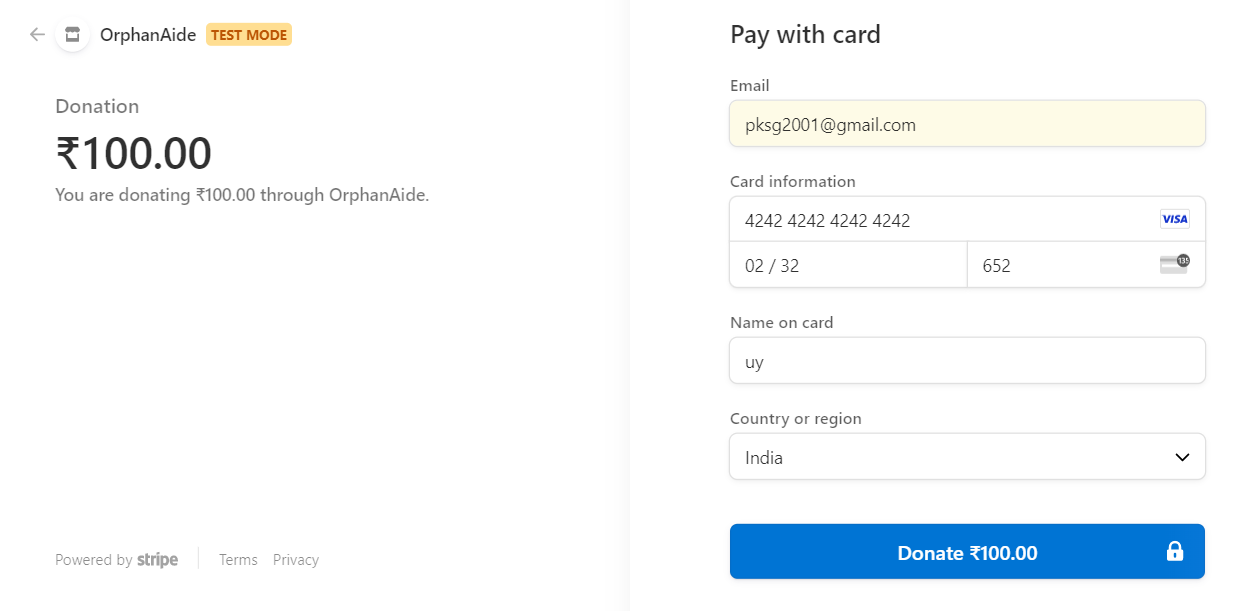 OrphanAide TEST MODE
Donation
₹100.00
You are donating ₹100.00 through OrphanAide.
Powered by stripe
Terms Privacy
Pay with card
Email
pksg2001@gmail.com
Card information
4242 4242 4242 4242 VISA
02 / 32
652 135
Name on card
uy
Country or region
India
Donate ₹100.00